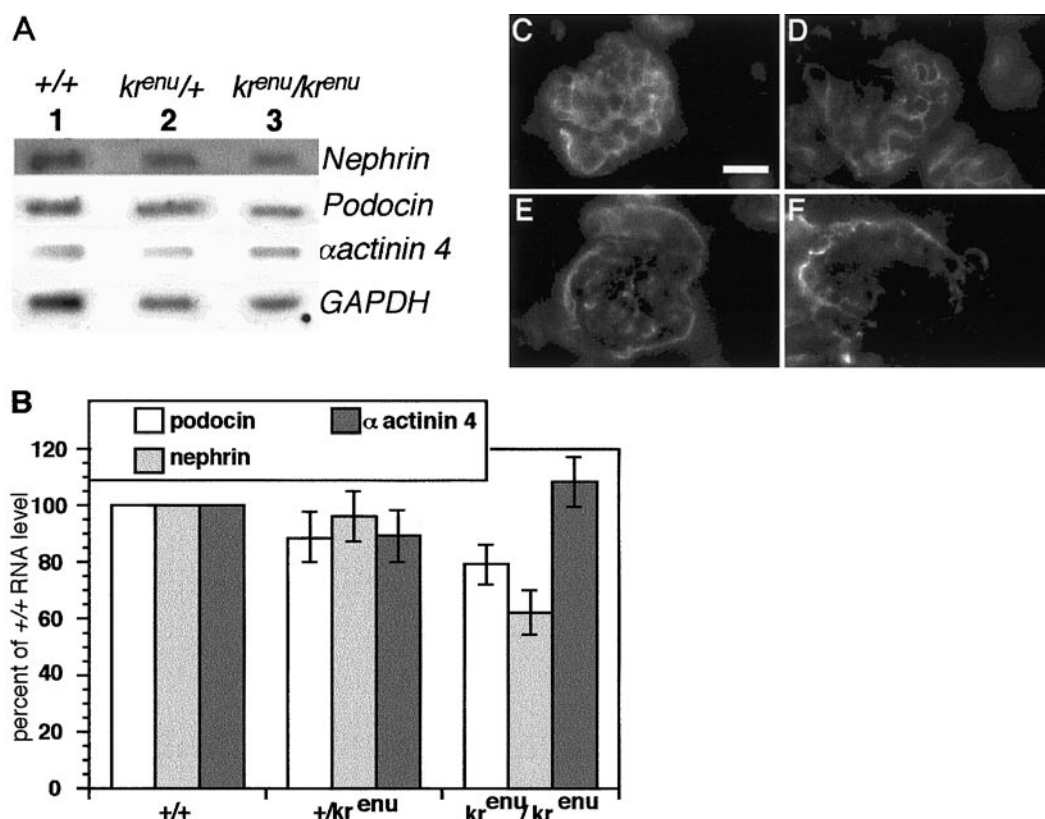 A
+/+ kr^enu/+ kr^enu/kr^enu
1 2 3
Nephrin
Podocin
αactinin 4
GAPDH
C
D
E
F
B
podocin
α actinin 4
nephrin
percent of +/+ RNA level
120
100
80
60
40
20
0
+/+ +/kr^enu kr^enu/kr^enu